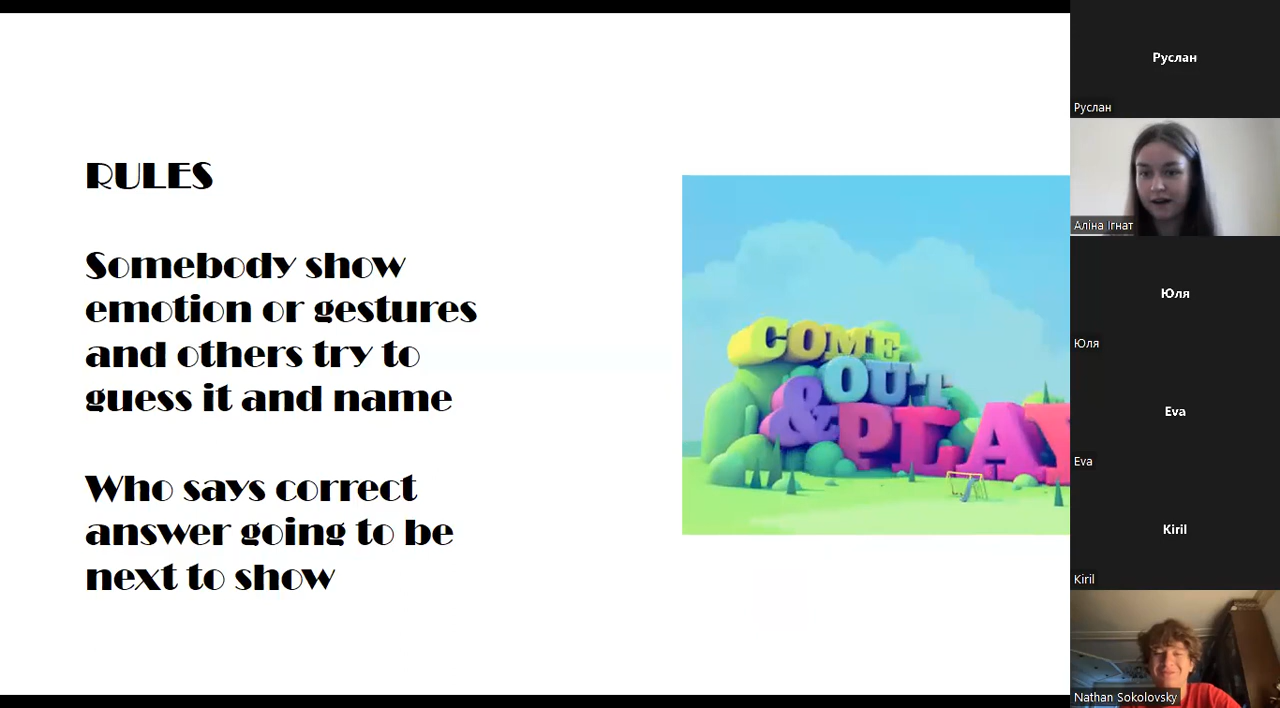 RULES
Somebody show
emotion or gestures
and others try to
guess it and name
Who says correct
answer going to be
next to show
COME
OUT
& PLAY
Руслан
Руслан
Аліна Ігнат
Юля
Юля
Eva
Eva
Kiril
Kiril
Nathan Sokolovsky